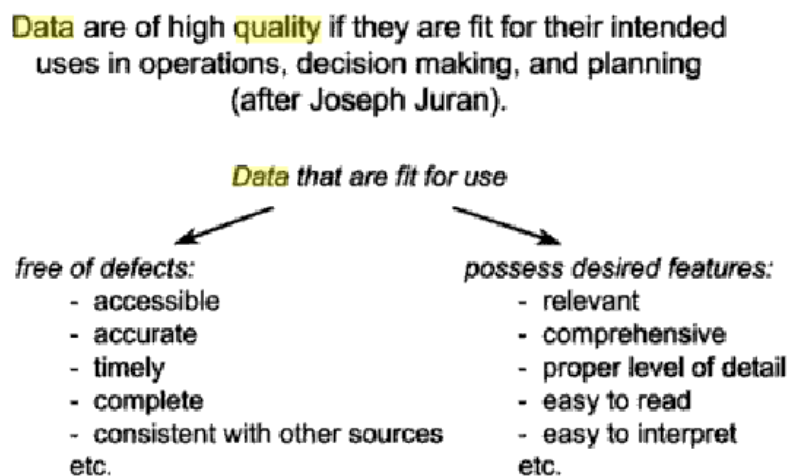 Data are of high quality if they are fit for their intended
uses in operations, decision making, and planning
(after Joseph Juran).
Data that are fit for use
free of defects:
- accessible
- accurate
- timely
- complete
- consistent with other sources
etc.
possess desired features:
- relevant
- comprehensive
- proper level of detail
- easy to read
- easy to interpret
etc.